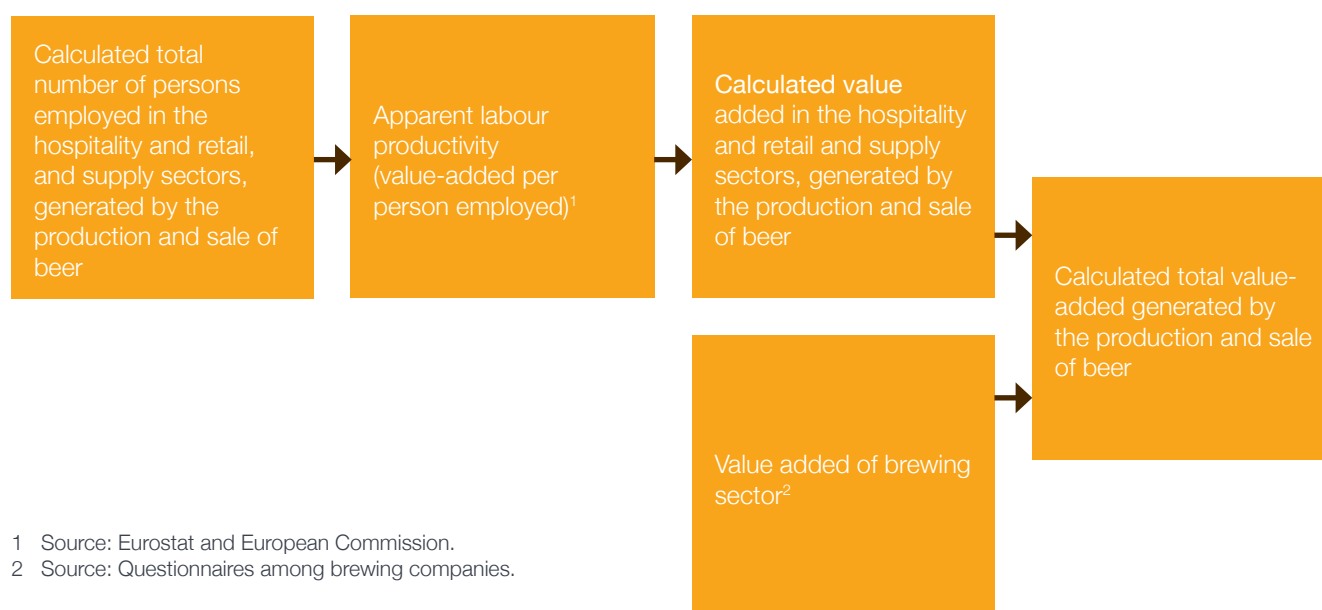 Calculated total
number of persons
employed in the
hospitality and retail,
and supply sectors,
generated by the
production and sale of
beer
Apparent labour
productivity
(value-added per
person employed)1
Calculated value
added in the hospitality
and retail and supply
sectors, generated by
the production and sale
of beer
Value added of brewing
sector2
Calculated total value-
added generated by
the production and sale
of beer
1 Source: Eurostat and European Commission.
2 Source: Questionnaires among brewing companies.